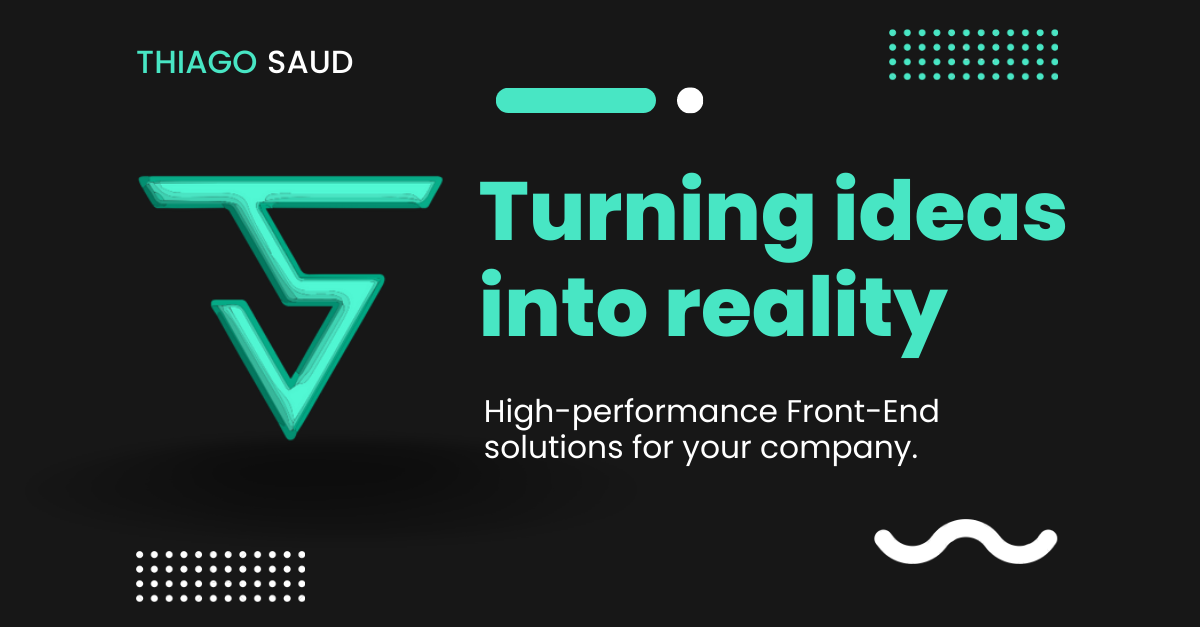 THIAGO SAUD
Turning ideas
into reality
High-performance Front-End
solutions for your company.